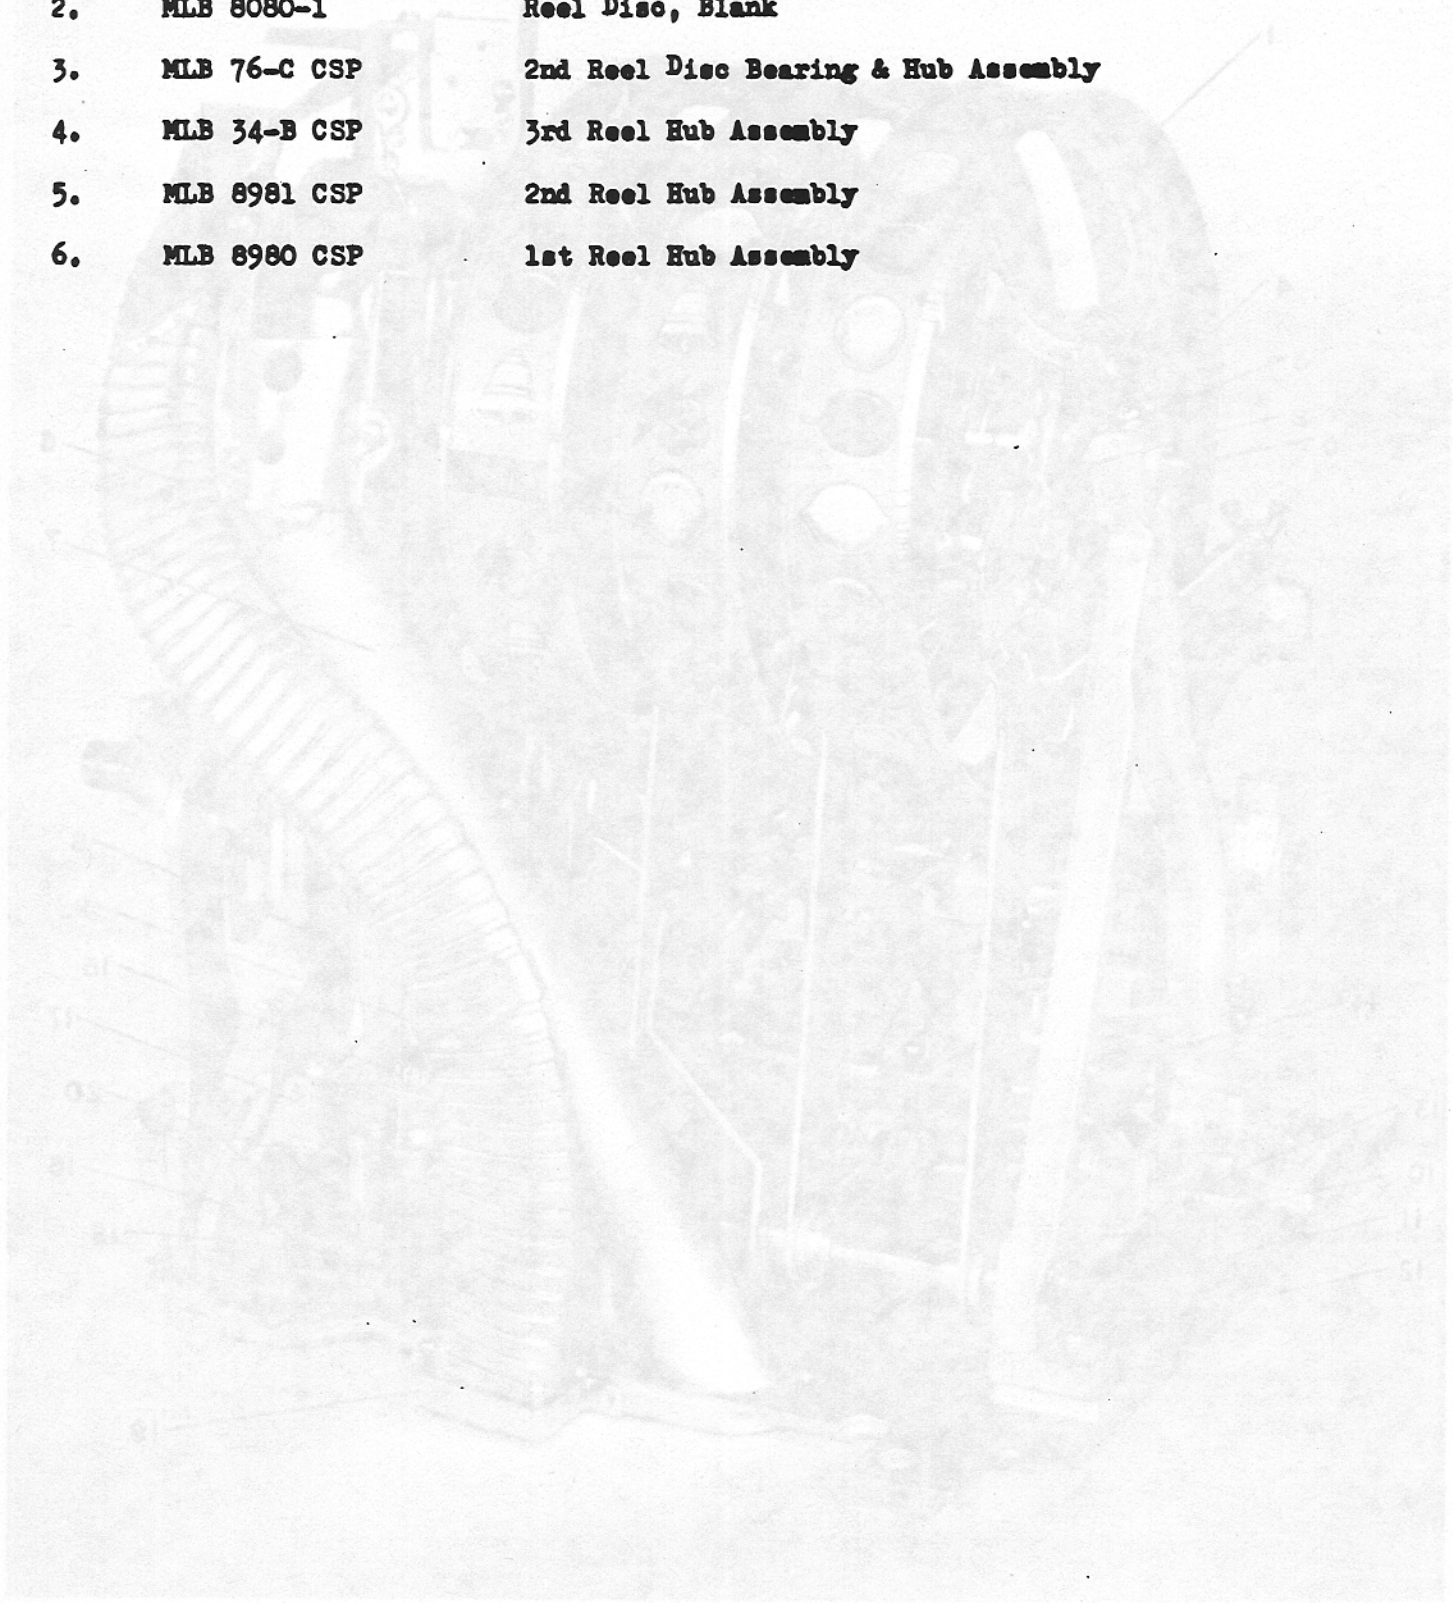 2. MLB 8080-1 Reel Disc, Blank
3. MLB 76-C CSP 2nd Reel Disc Bearing & Hub Assembly
4. MLB 34-B CSP 3rd Reel Hub Assembly
5. MLB 8981 CSP 2nd Reel Hub Assembly
6. MLB 8980 CSP 1st Reel Hub Assembly